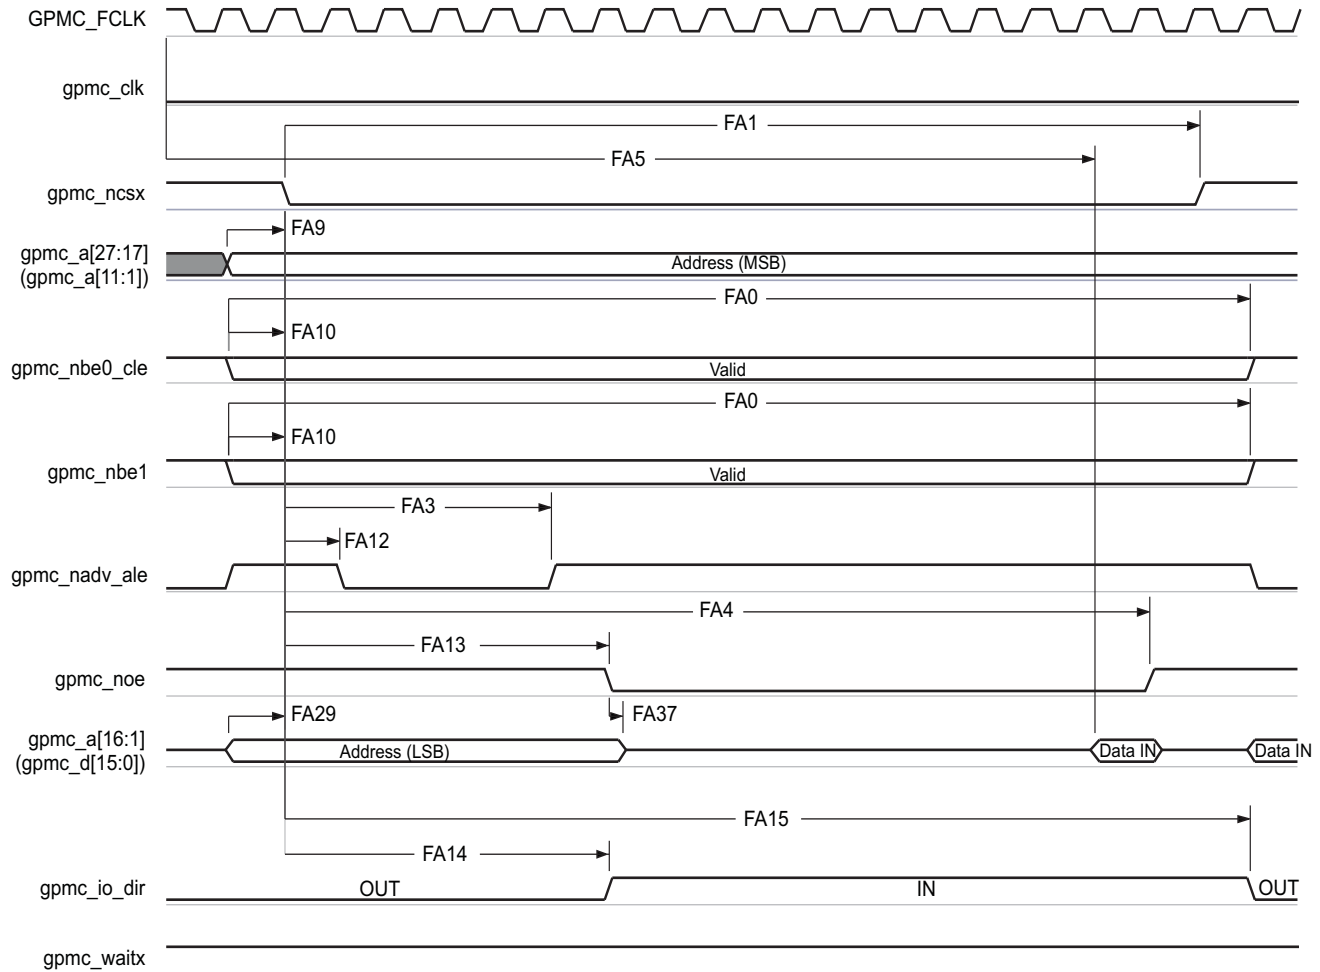 GPMC_FCLK
gpmc_clk
FA1
FA5
gpmc_ncsx
FA9
gpmc_a[27:17]
(gpmc_a[11:1])
Address (MSB)
FA0
FA10
gpmc_nbe0_cle
Valid
FA0
FA10
gpmc_nbe1
Valid
FA3
FA12
gpmc_nadv_ale
FA4
FA13
gpmc_noe
FA29
FA37
gpmc_a[16:1]
(gpmc_d[15:0])
Address (LSB)
Data IN
Data IN
FA15
FA14
gpmc_io_dir
OUT
IN
OUT
gpmc_waitx